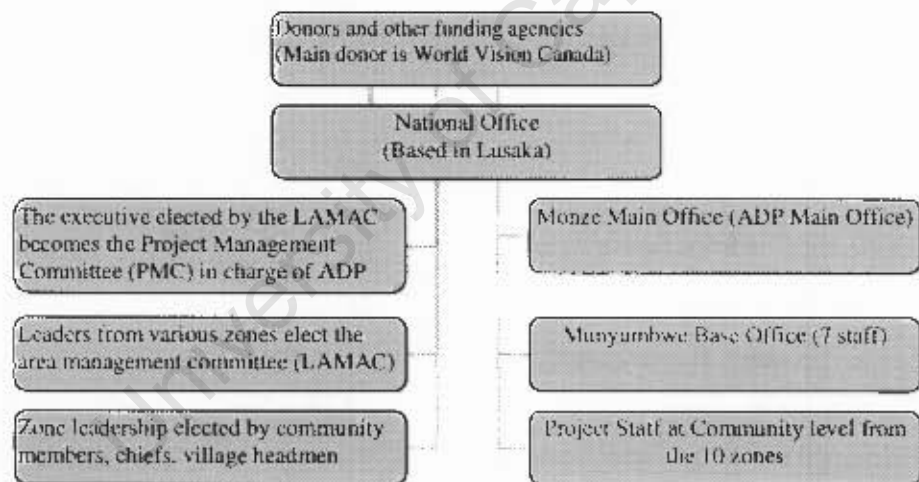 Donors and other funding agencies
(Main donor is World Vision Canada)
National Office
(Based in Lusaka)
The executive elected by the LAMAC
becomes the Project Management
Committee (PMC) in charge of ADP
Monze Main Office (ADP Main Office)
Leaders from various zones elect the
area management committee (LAMAC)
Munyumbwe Base Office (7 staff)
Zone leadership elected by community
members, chiefs, village headmen
Project Staff at Community level from
the 10 zones
University of